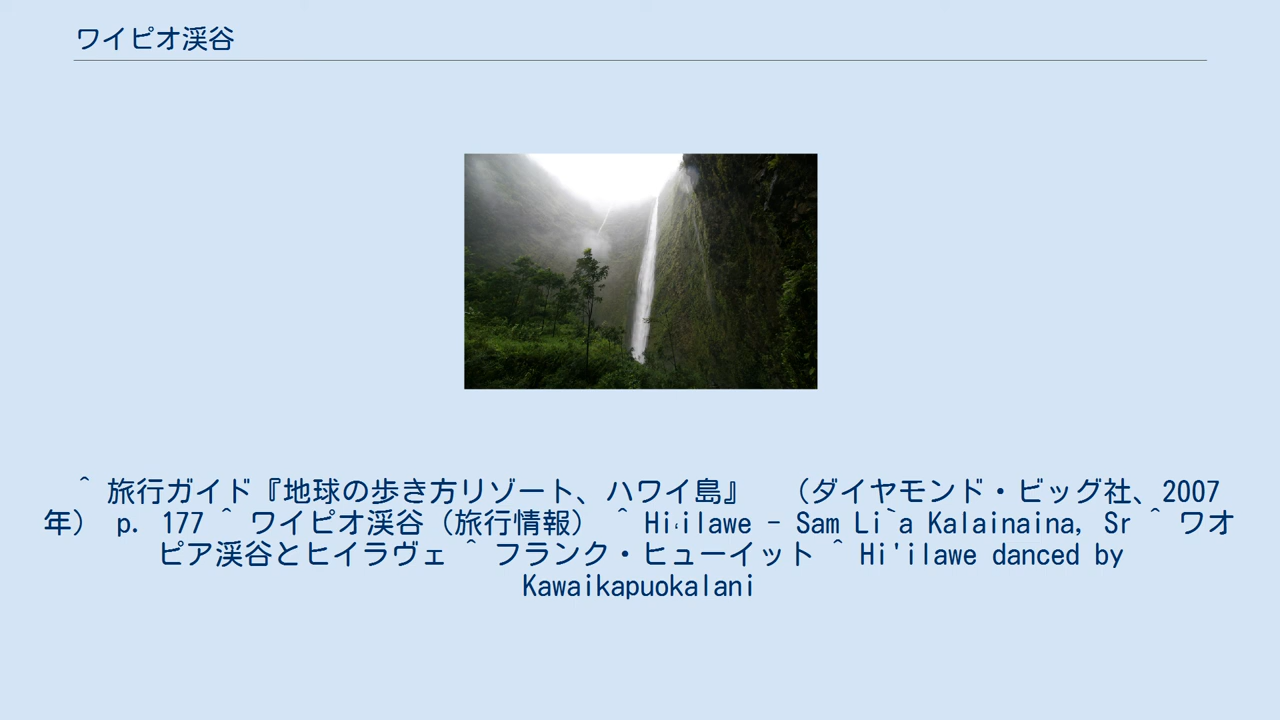 ワイピオ渓谷
^ 旅行ガイド『地球の歩き方リゾート、ハワイ島』 （ダイヤモンド・ビッグ社、2007
年） p. 177 ^ ワイピオ渓谷（旅行情報） ^ Hiʻilawe - Sam Li`a Kalainaina, Sr ^ ワオ
ピア渓谷とヒイラヴェ ^ フランク・ヒューイット ^ Hi'ilawe danced by
Kawaikapuokalani